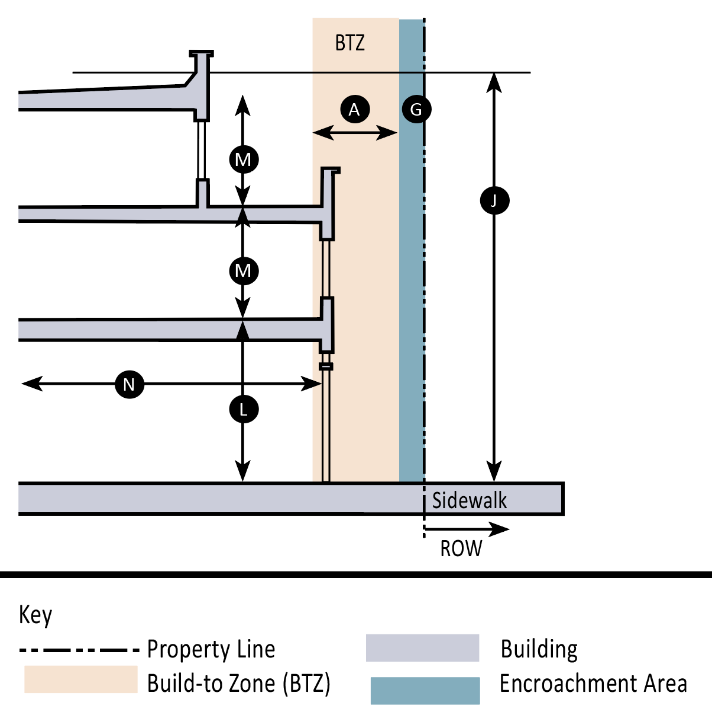 BTZ
A
G
M
J
M
N
L
Sidewalk
ROW
Key
Property Line
Building
Build-to Zone (BTZ)
Encroachment Area